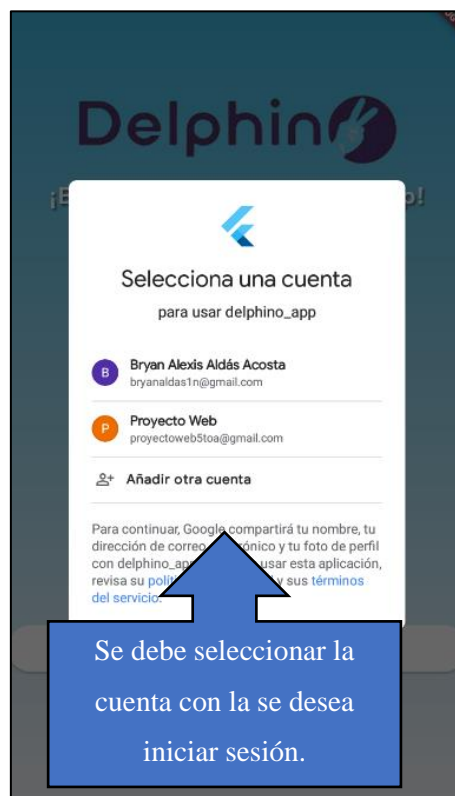 Delphin
Selecciona una cuenta
para usar delphino_app
B
Bryan Alexis Aldás Acosta
bryanaldas1n@gmail.com
P
Proyecto Web
proyectoweb5toa@gmail.com
Añadir otra cuenta
Para continuar, Google compartirá tu nombre, tu
dirección de correo y tu foto de perfil
con usar esta aplicación,
revisa su y sus términos
del servicio.
Se debe seleccionar la
cuenta con la se desea
iniciar sesión.